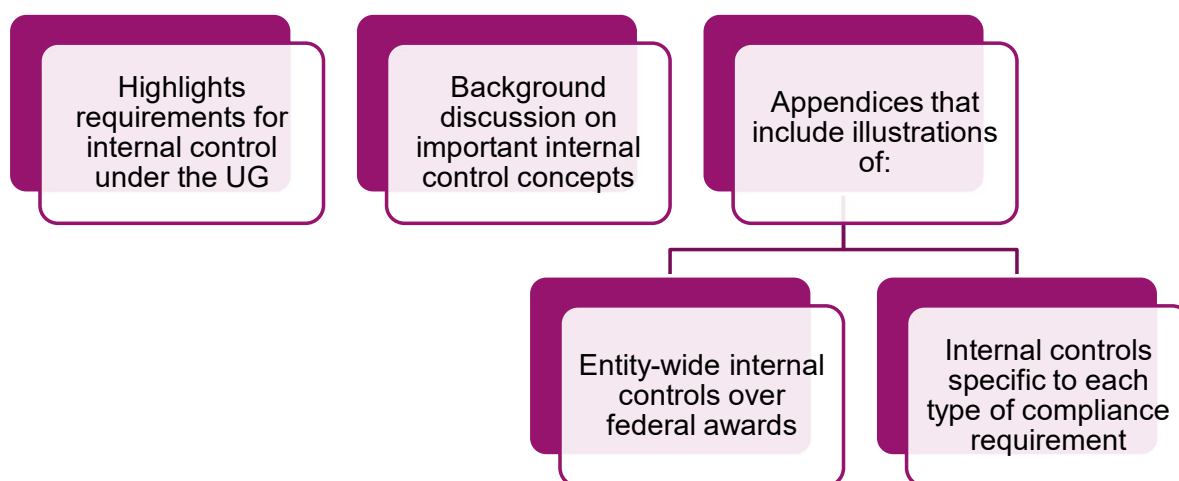 Highlights
requirements for
internal control
under the UG
Background
discussion on
important internal
control concepts
Appendices that
include illustrations
of:
Entity-wide internal
controls over
federal awards
Internal controls
specific to each
type of compliance
requirement